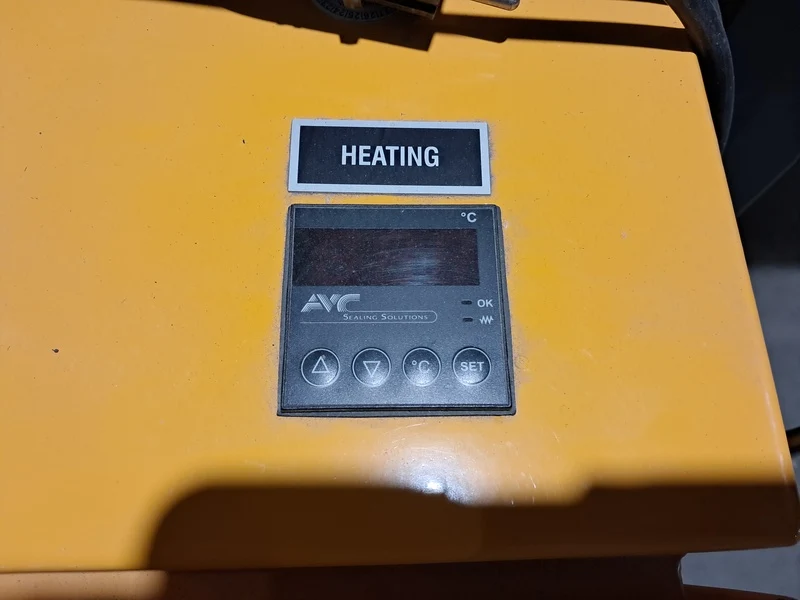 HEATING
°C
AVC
SEALING SOLUTIONS
OK
°C
SET